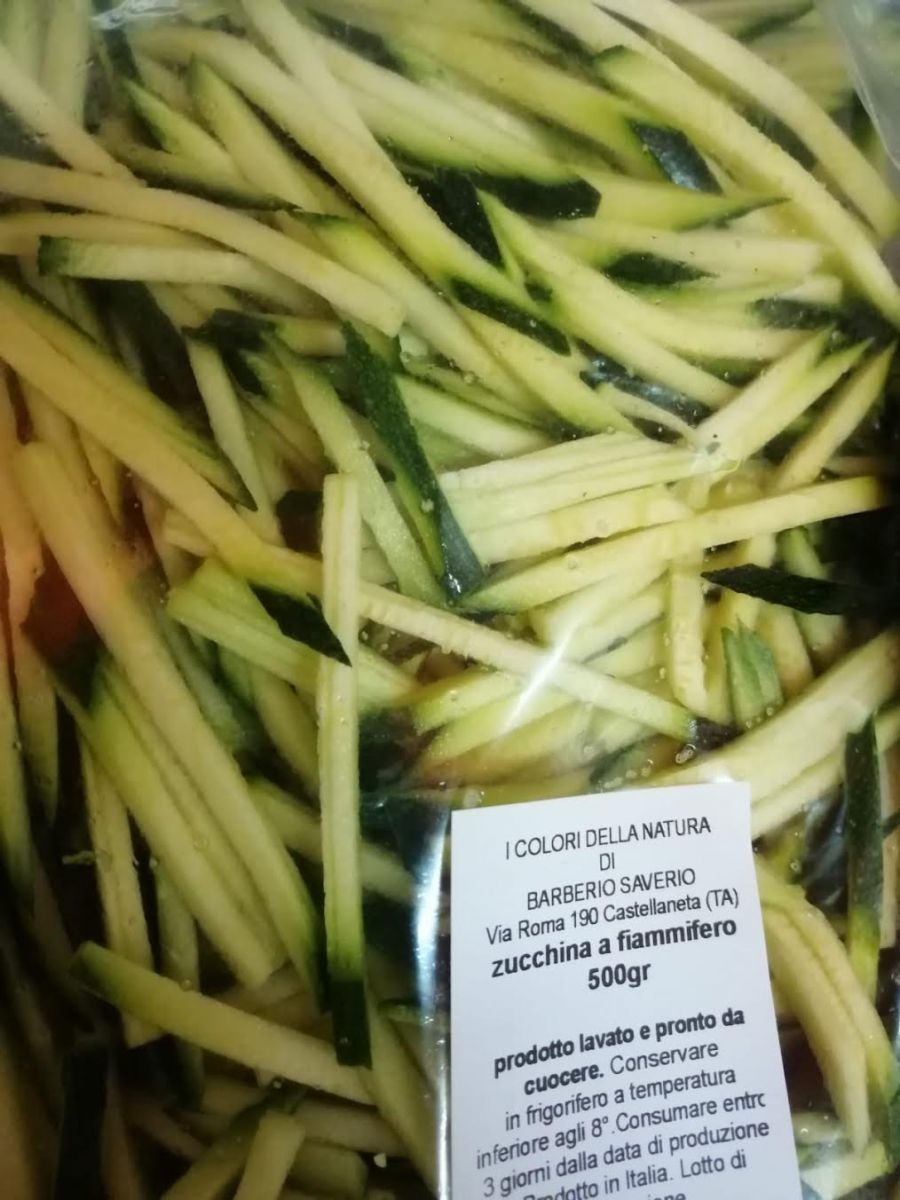 I COLORI DELLA NATURA
DI
BARBERIO SAVERIO
Via Roma 190 Castellaneta (TA)
zucchina a fiammifero
500gr
prodotto lavato e pronto da
cuocere. Conservare
in frigorifero a temperatura
inferiore agli 8°.Consumare entro
3 giorni dalla data di produzione
Prodotto in Italia. Lotto di